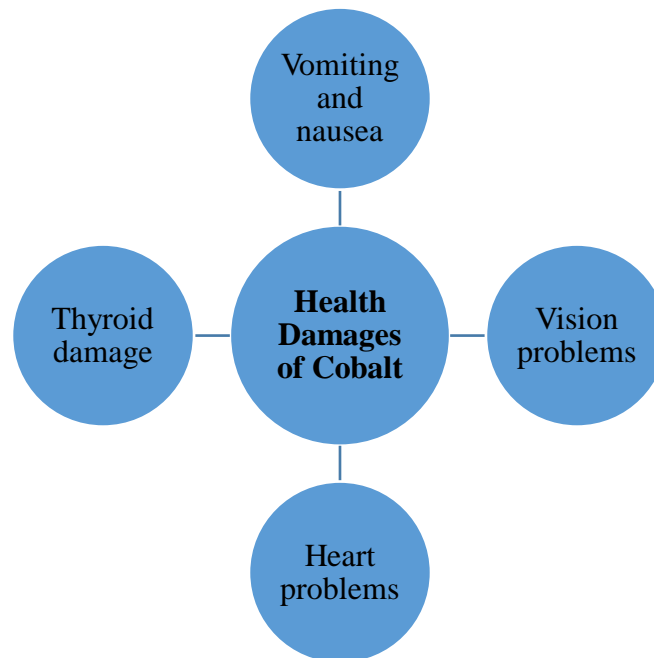 Vomiting
and
nausea
Thyroid
damage
Health
Damages
of Cobalt
Vision
problems
Heart
problems